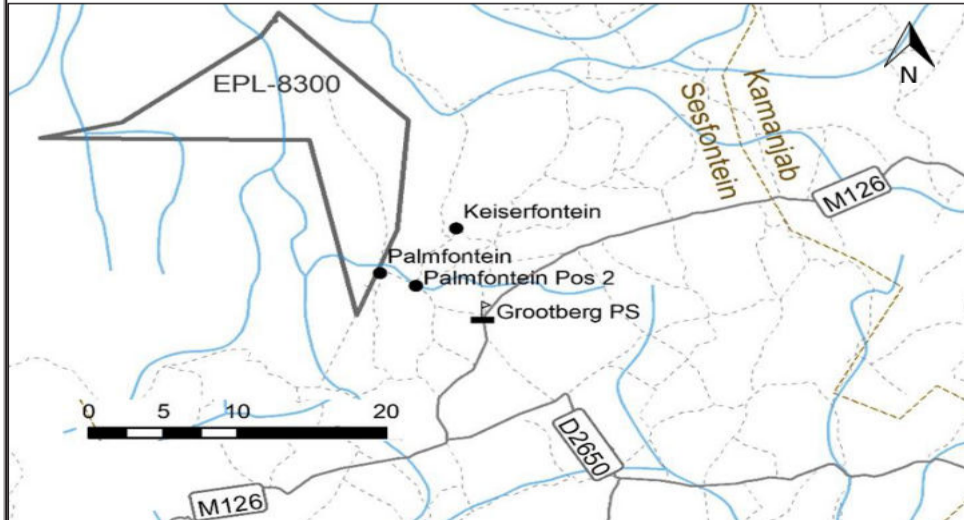 EPL-8300
N
Sesfontein
Kamanjab
M126
Keiserfontein
Palmfontein
Palmfontein Pos 2
Grootberg PS
0 5 10 20
D2650
M126